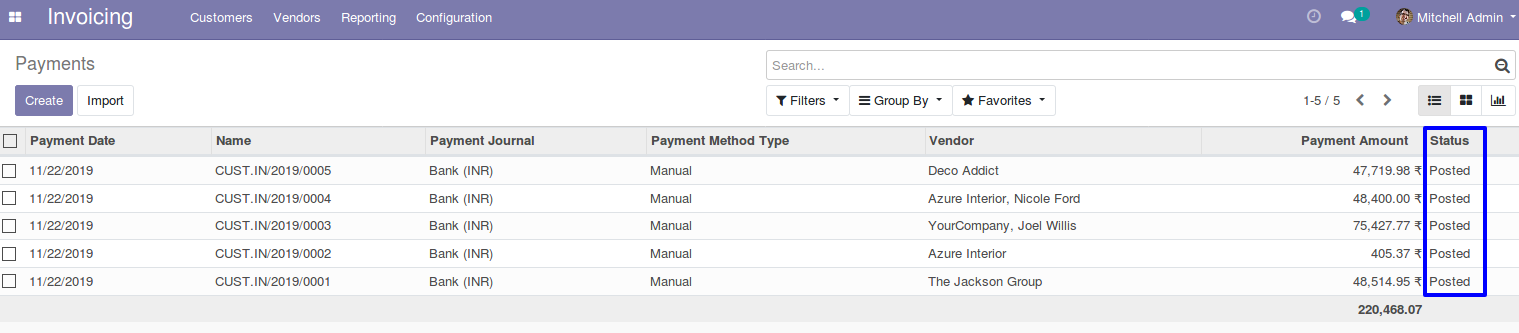 Invoicing Customers Vendors Reporting Configuration 1 Mitchell Admin
Payments Search...
Create Import Filters Group By Favorites 1-5 / 5
Payment Date Name Payment Journal Payment Method Type Vendor Payment Amount Status
11/22/2019 CUST.IN/2019/0005 Bank (INR) Manual Deco Addict 47,719.98 ₹ Posted
11/22/2019 CUST.IN/2019/0004 Bank (INR) Manual Azure Interior, Nicole Ford 48,400.00 ₹ Posted
11/22/2019 CUST.IN/2019/0003 Bank (INR) Manual YourCompany, Joel Willis 75,427.77 ₹ Posted
11/22/2019 CUST.IN/2019/0002 Bank (INR) Manual Azure Interior 405.37 ₹ Posted
11/22/2019 CUST.IN/2019/0001 Bank (INR) Manual The Jackson Group 48,514.95 ₹ Posted
220,468.07